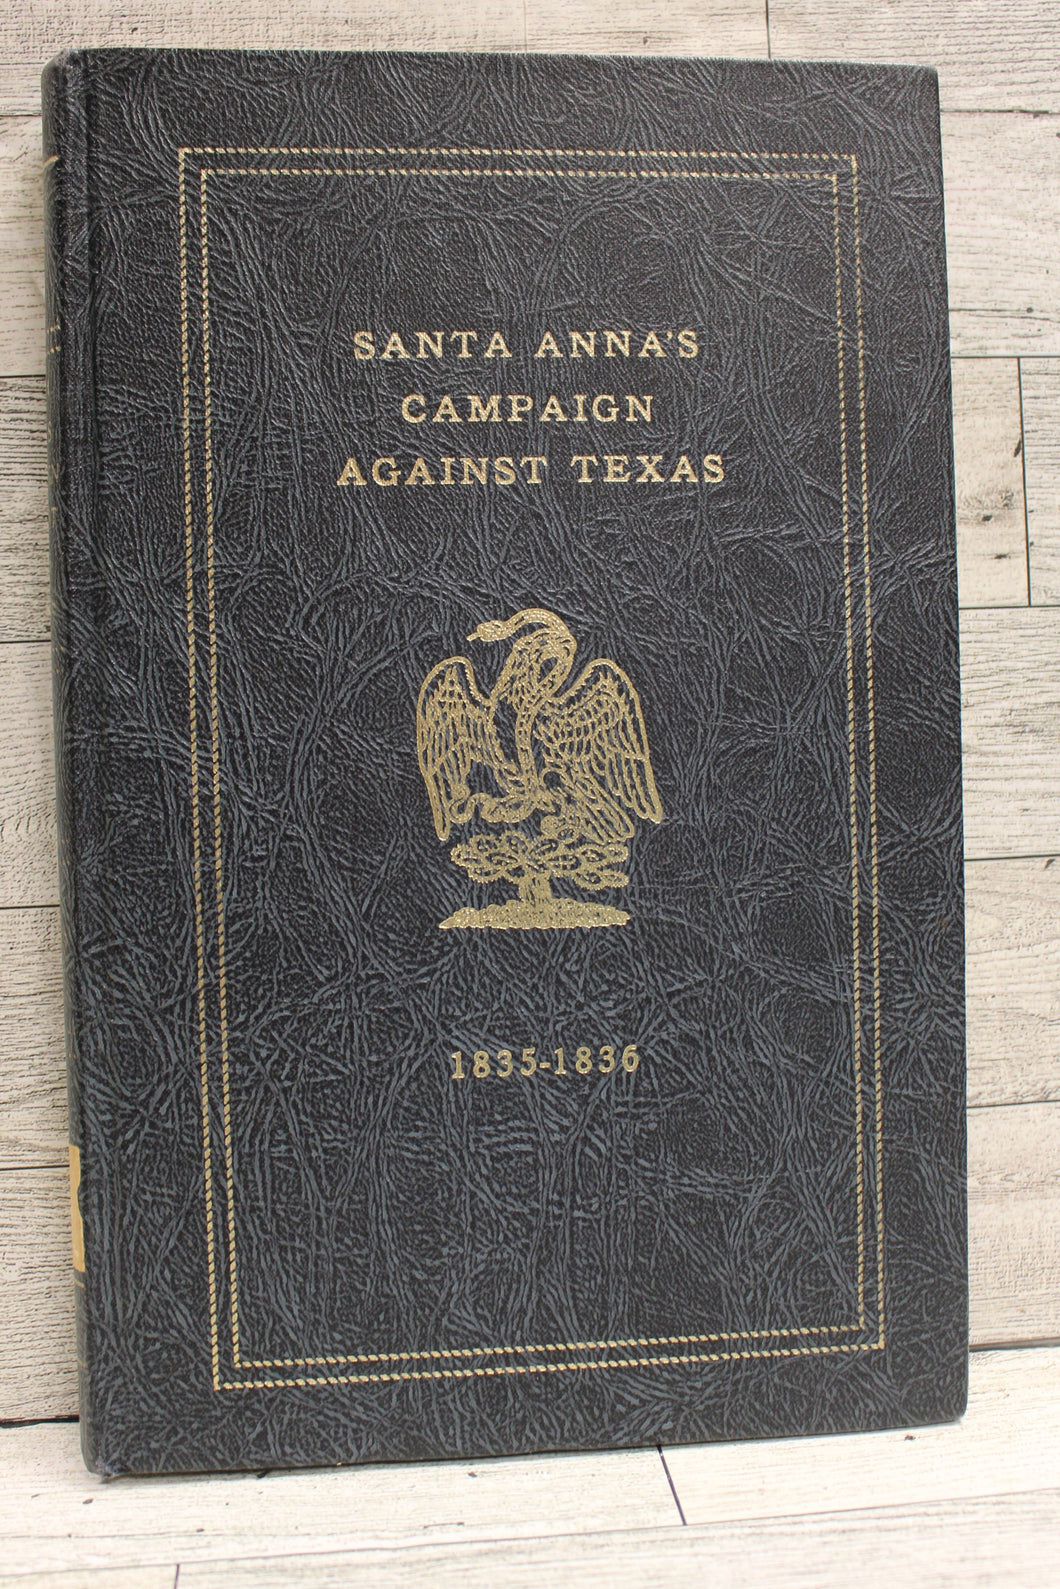 SANTA ANNA'S
CAMPAIGN
AGAINST TEXAS
1835-1836